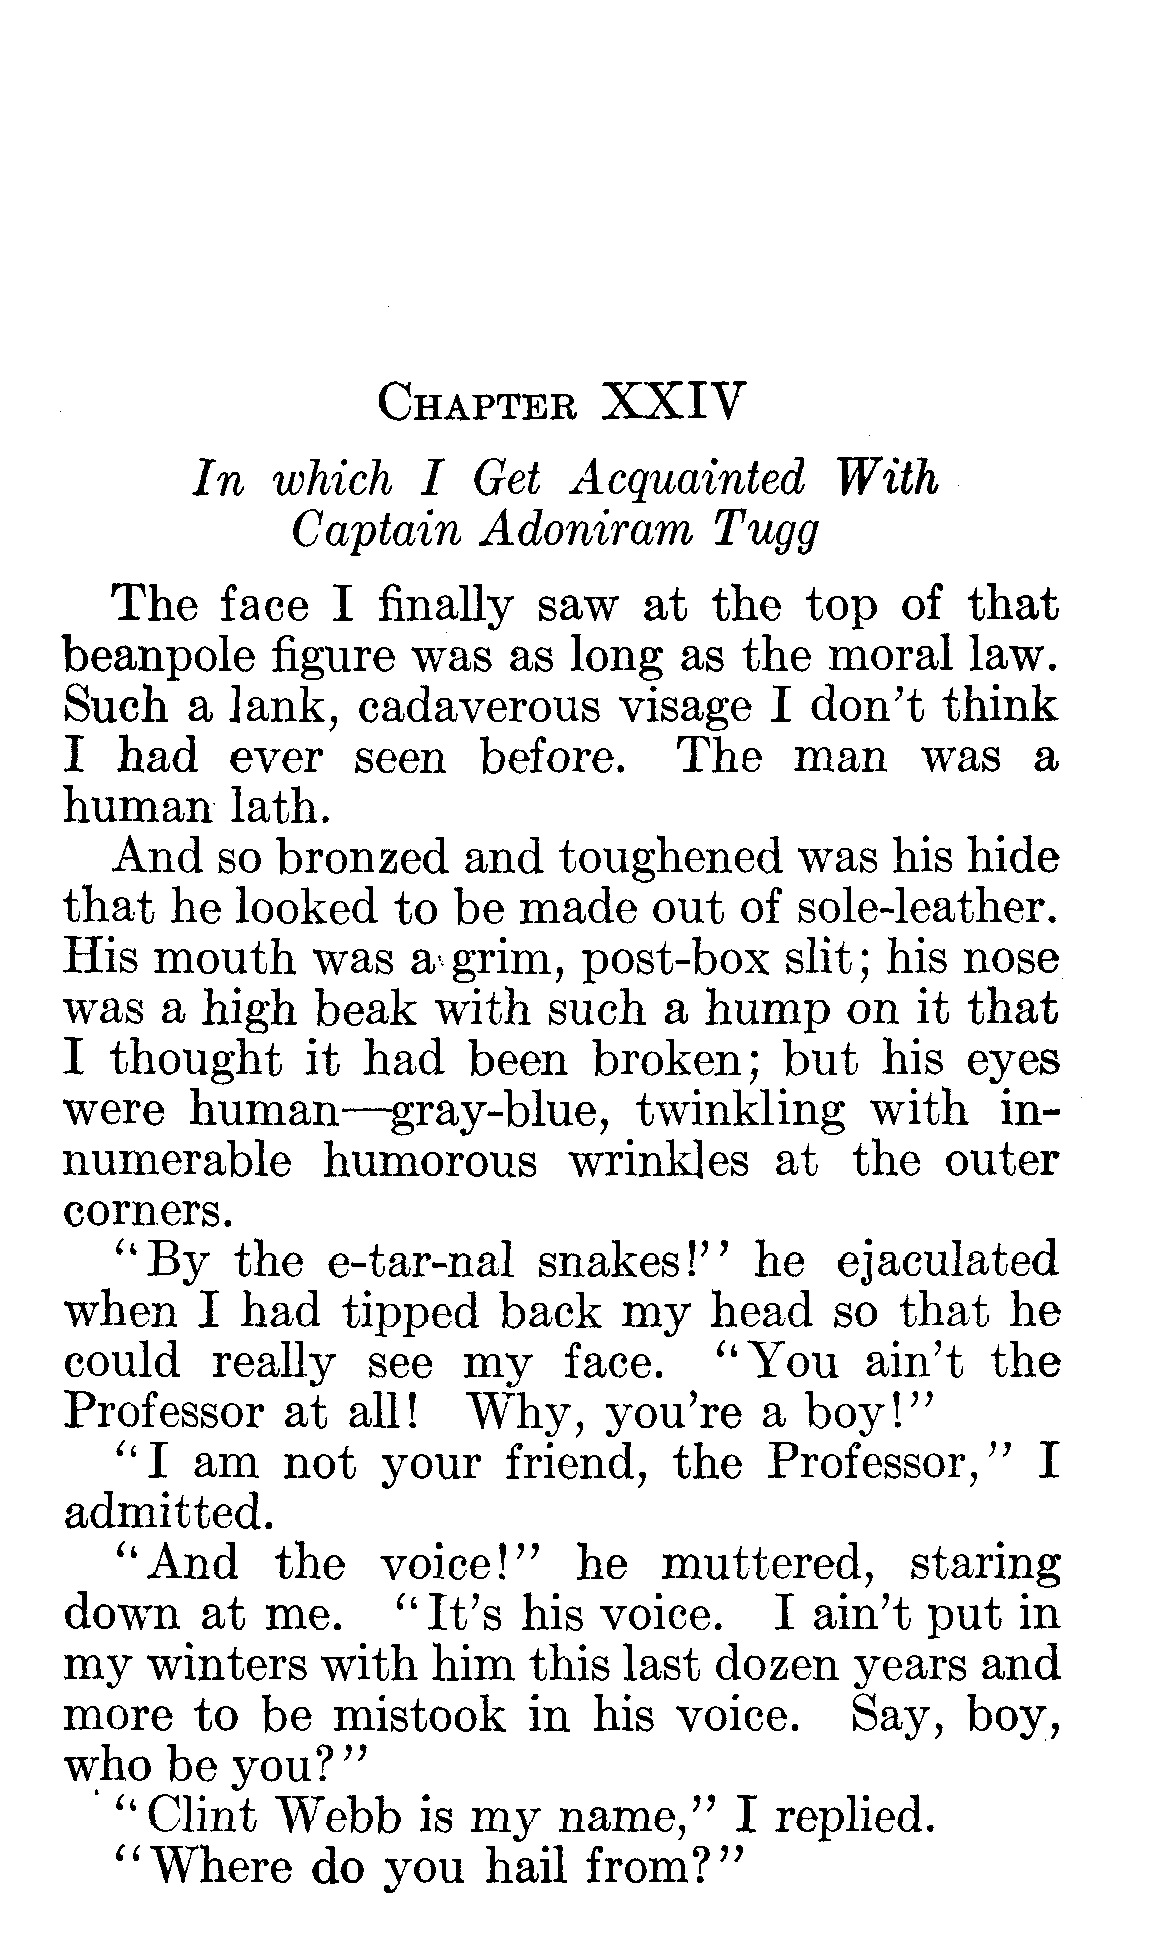 CHAPTER XXIV
In which I Get Acquainted With
Captain Adoniram Tugg
The face I finally saw at the top of that
beanpole figure was as long as the moral law.
Such a lank, cadaverous visage I don't think
I had ever seen before. The man was a
human lath.
And so bronzed and toughened was his hide
that he looked to be made out of sole-leather.
His mouth was a grim, post-box slit; his nose
was a high beak with such a hump on it that
I thought it had been broken; but his eyes
were human—gray-blue, twinkling with in-
numerable humorous wrinkles at the outer
corners.
"By the e-tar-nal snakes!" he ejaculated
when I had tipped back my head so that he
could really see my face. "You ain't the
Professor at all! Why, you're a boy!"
"I am not your friend, the Professor," I
admitted.
"And the voice!" he muttered, staring
down at me. "It's his voice. I ain't put in
my winters with him this last dozen years and
more to be mistook in his voice. Say, boy,
who be you?"
"Clint Webb is my name," I replied.
"Where do you hail from?"